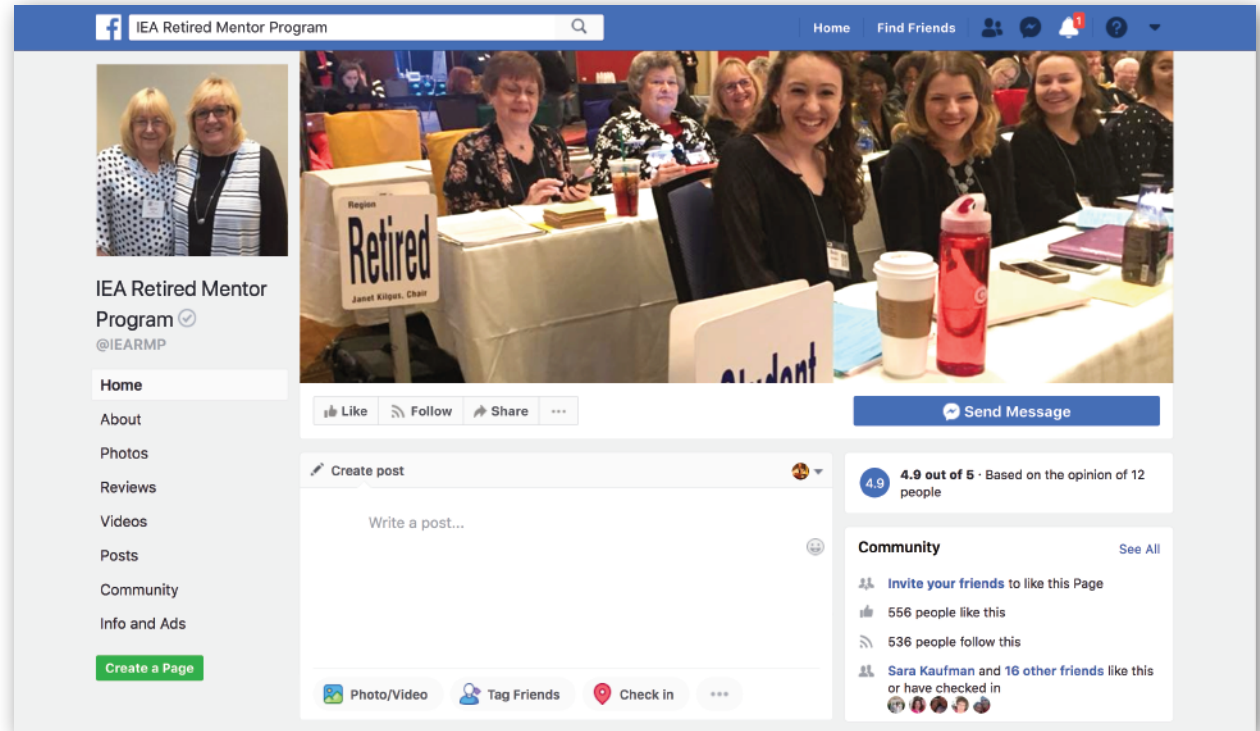 IEA Retired Mentor Program
Home
Find Friends
1
Region
Retired
Janet Kilgus, Chair
Student
IEA Retired Mentor
Program
@IEARMP
Home
About
Photos
Reviews
Videos
Posts
Community
Info and Ads
Create a Page
Like
Follow
Share
Send Message
Create post
Write a post...
Photo/Video
Tag Friends
Check in
4.9
4.9 out of 5 · Based on the opinion of 12
people
Community
See All
Invite your friends to like this Page
556 people like this
536 people follow this
Sara Kaufman and 16 other friends like this
or have checked in